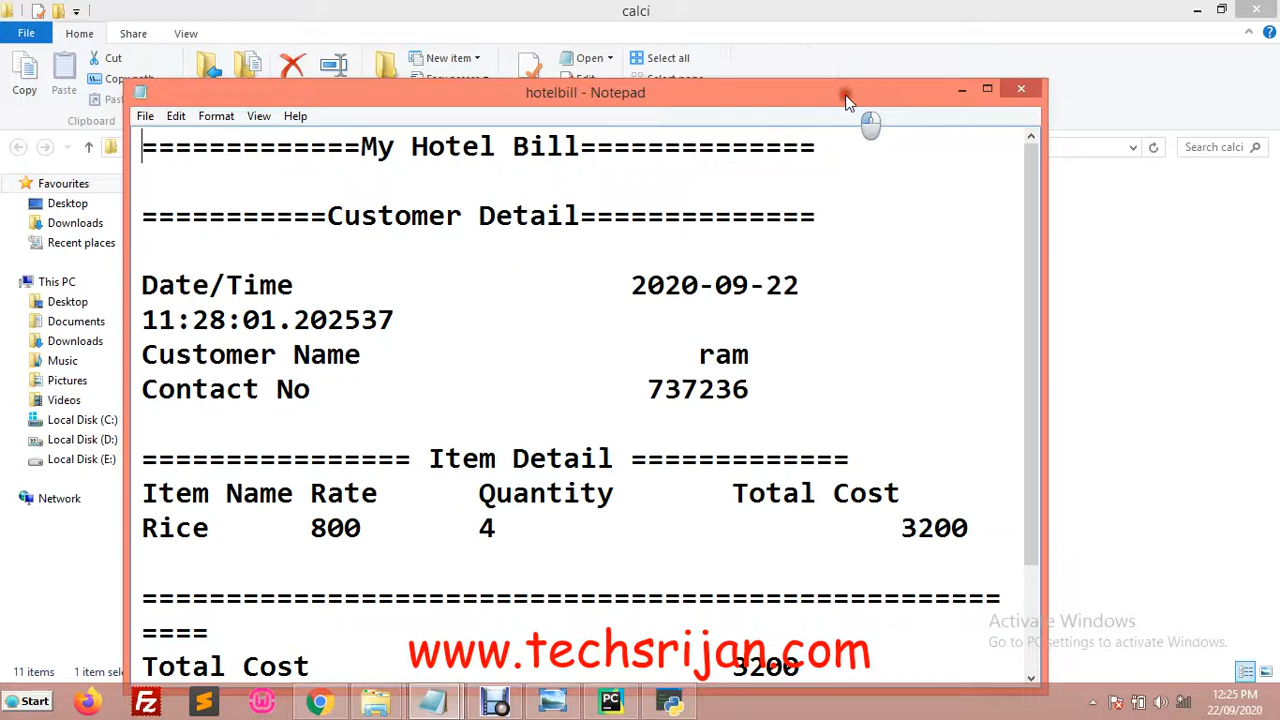 calci
File Home Share View
Cut
Copy path
Copy Paste
New item
Open
Select all
Clipboard
Search calci
hotelbill - Notepad
File Edit Format View Help
=============My Hotel Bill==============
===========Customer Detail==============
Date/Time 2020-09-22
11:28:01.202537
Customer Name ram
Contact No 737236
================ Item Detail =============
Item Name Rate Quantity Total Cost
Rice 800 4 3200
===================================================
====
Total Cost 3200
Favourites
Desktop
Downloads
Recent places
This PC
Desktop
Documents
Downloads
Music
Pictures
Videos
Local Disk (C:)
Local Disk (D:)
Local Disk (E:)
Network
Activate Windows
Go to PC settings to activate Windows.
www.techsrijan.com
11 items
Start
12:25 PM
22/09/2020